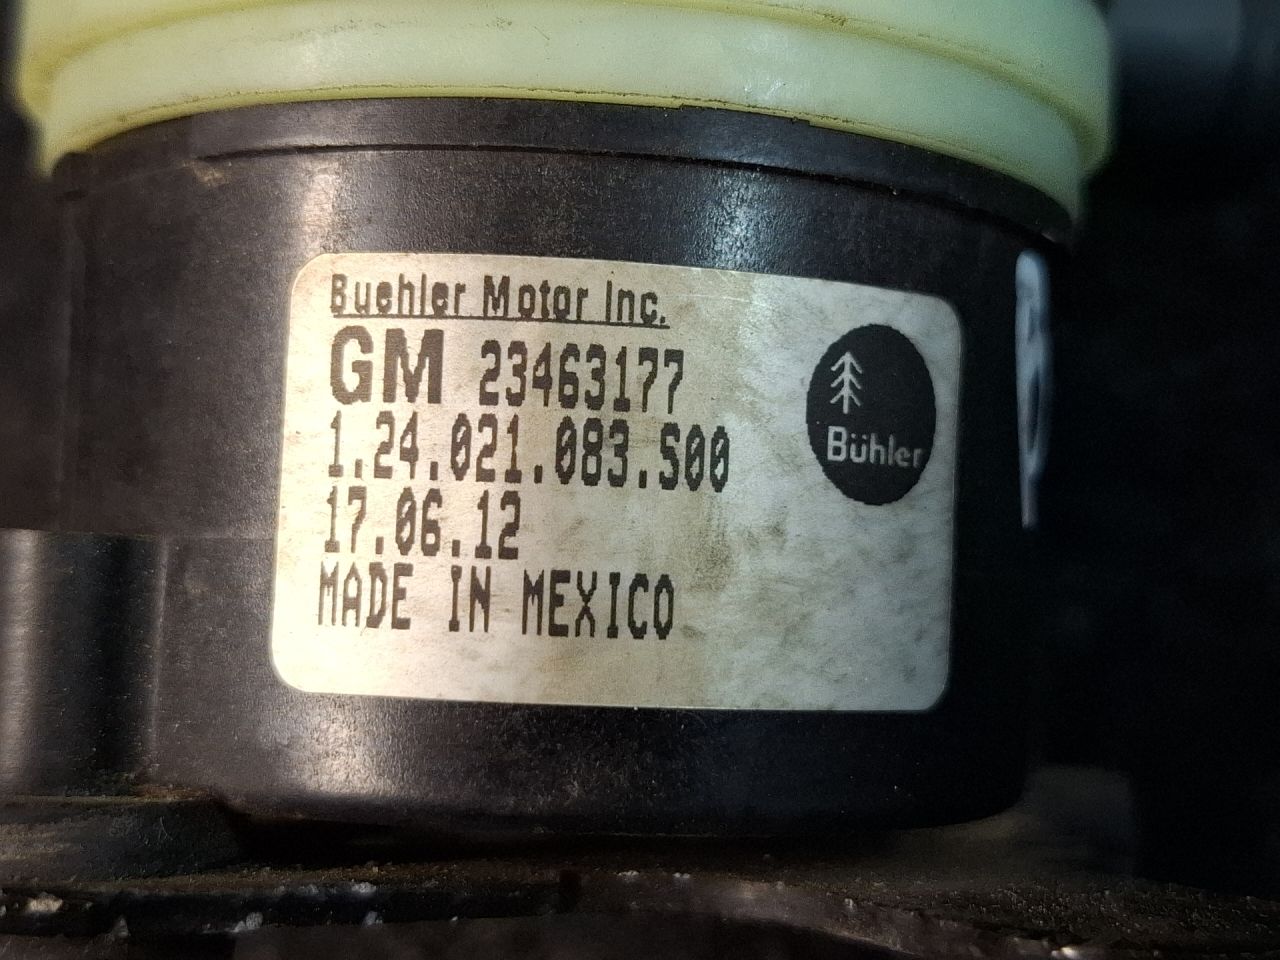 Buehler Motor Inc.
GM 23463177
1.24.021.083.S00
17.06.12
MADE IN MEXICO
Bühler